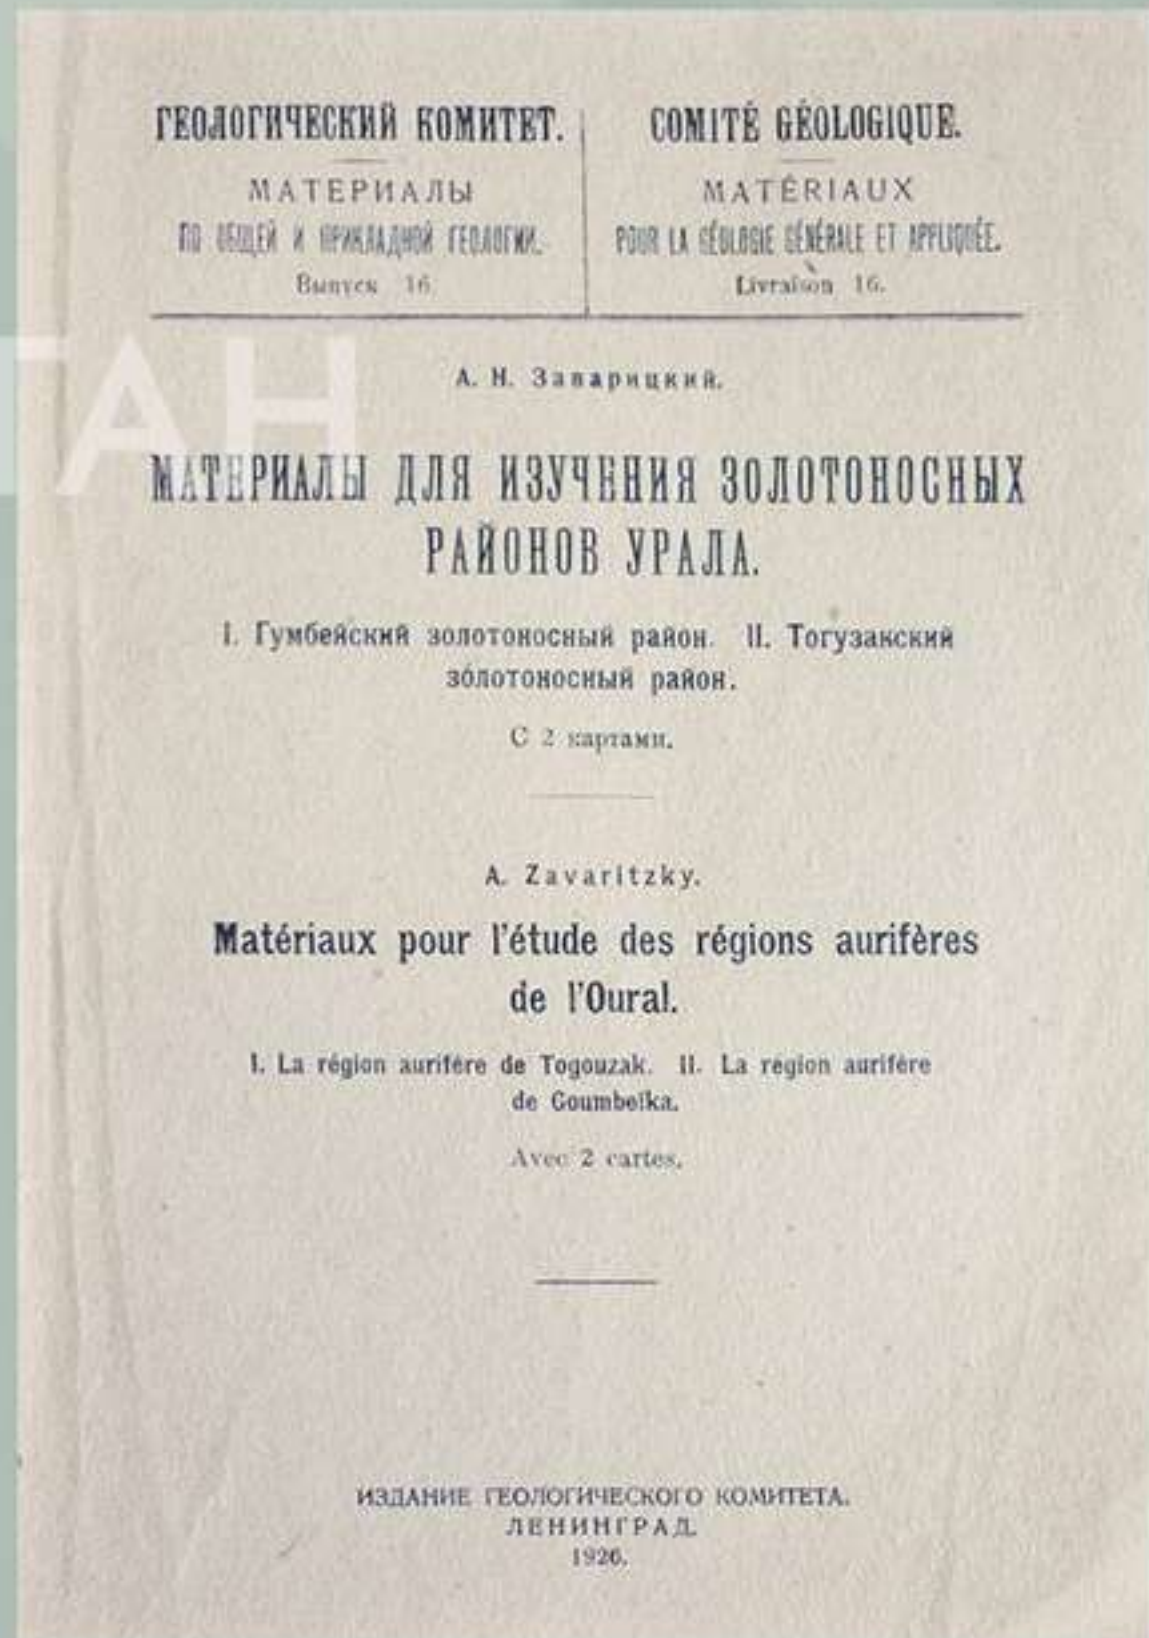 ГЕОЛОГИЧЕСКИЙ КОМИТЕТ.
МАТЕРИАЛЫ
ПО ОБЩЕЙ И ПРИКЛАДНОЙ ГЕОЛОГИИ.
Выпуск 16
COMITÉ GÉOLOGIQUE.
MATÉRIAUX
POUR LA GÉOLOGIE GÉNÉRALE ET APPLIQUÉE.
Livraison 16.
ТАН
А. Н. Заварицкий.
МАТЕРИАЛЫ ДЛЯ ИЗУЧЕНИЯ ЗОЛОТОНОСНЫХ
РАЙОНОВ УРАЛА.
I. Гумбейский золотоносный район. II. Тогузакский
золотоносный район.
С 2 картами.
A. Zavaritzky.
Matériaux pour l'étude des régions aurifères
de l'Oural.
I. La région aurifère de Togouzak. II. La région aurifère
de Goumbeïka.
Avec 2 cartes.
ИЗДАНИЕ ГЕОЛОГИЧЕСКОГО КОМИТЕТА.
ЛЕНИНГРАД.
1926.